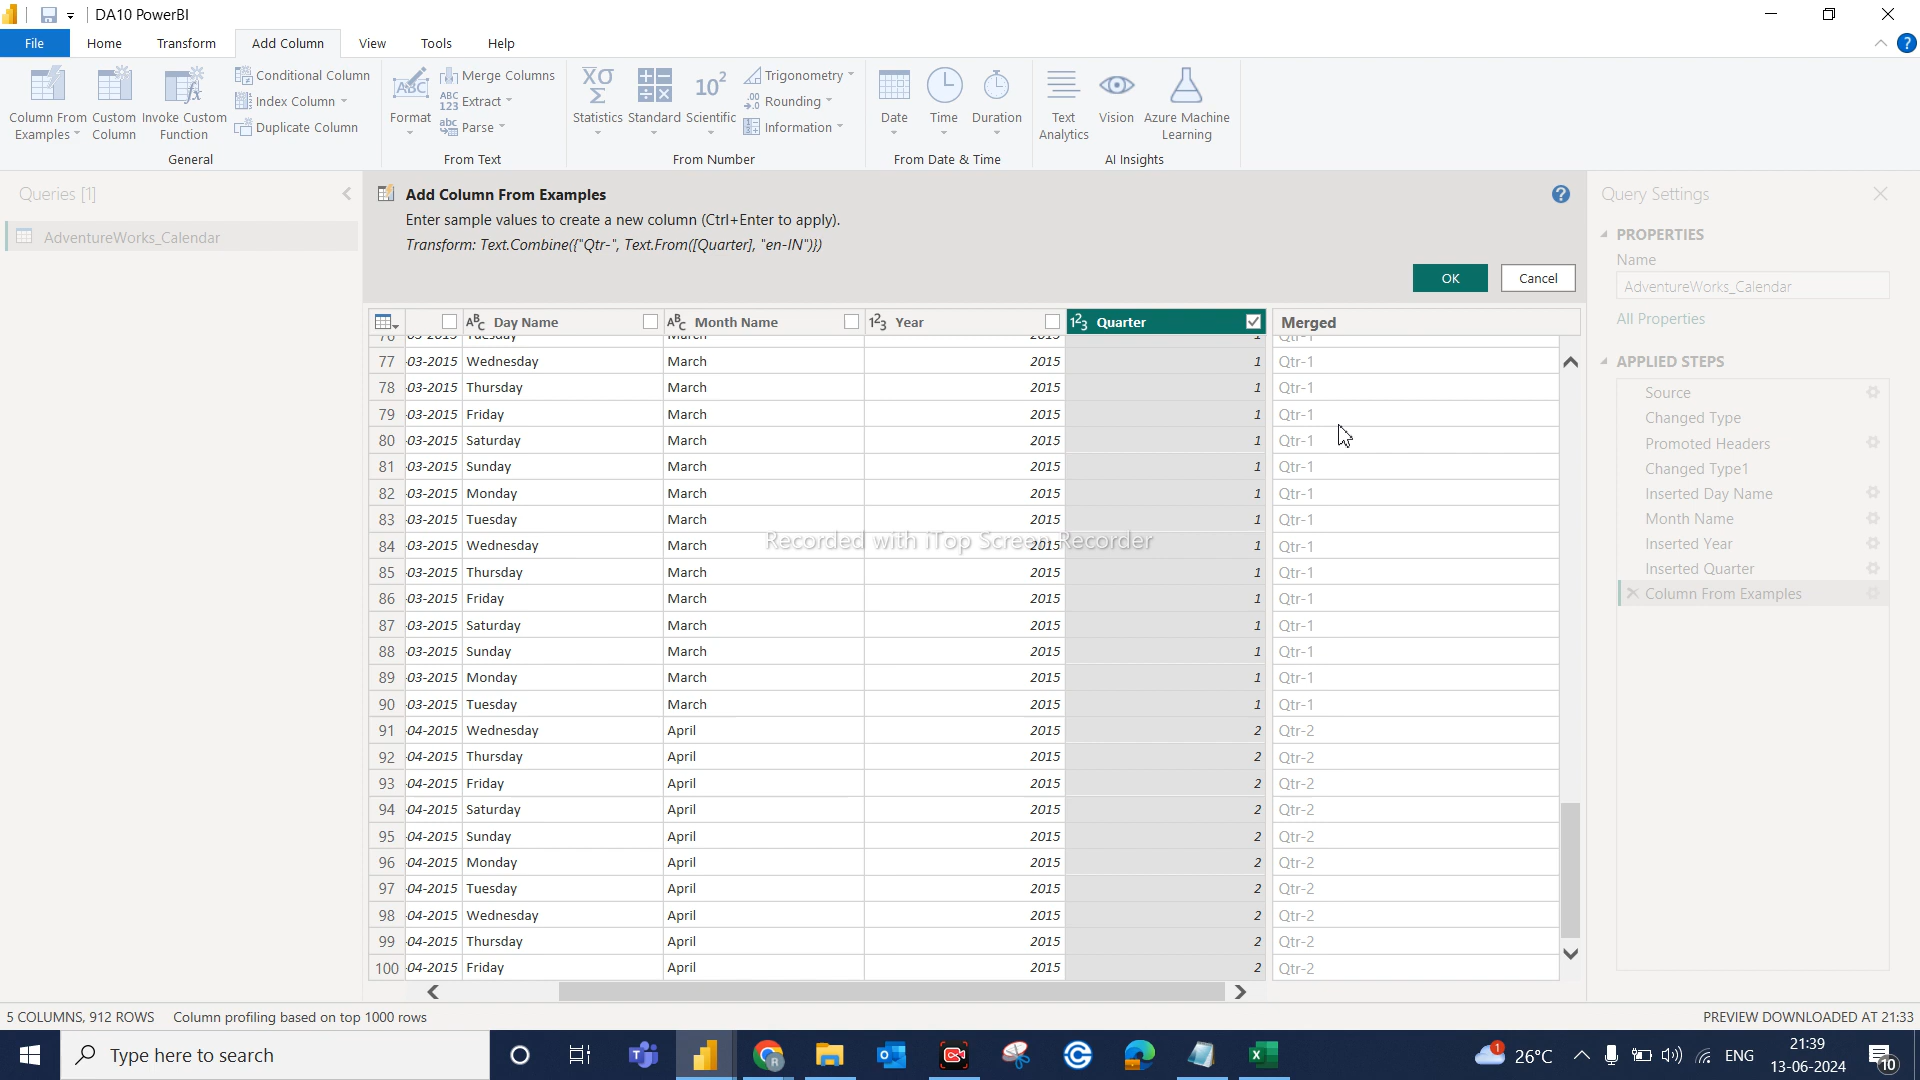 DA10 PowerBI
File Home Transform Add Column View Tools Help
Column From Examples
Custom Column
Invoke Custom Function
Conditional Column
Index Column
Duplicate Column
General
Format
Merge Columns
Extract
Parse
From Text
Statistics
Standard
Scientific
Trigonometry
Rounding
Information
From Number
Date
Time
Duration
From Date & Time
Text Analytics
Vision
Azure Machine Learning
AI Insights
Queries [1]
AdventureWorks_Calendar
Add Column From Examples
Enter sample values to create a new column (Ctrl+Enter to apply).
Transform: Text.Combine({"Qtr-", Text.From([Quarter], "en-IN")})
OK Cancel
Day Name Month Name Year Quarter Merged
76 03-2015 Tuesday March 2015 1 Qtr-1
77 03-2015 Wednesday March 2015 1 Qtr-1
78 03-2015 Thursday March 2015 1 Qtr-1
79 03-2015 Friday March 2015 1 Qtr-1
80 03-2015 Saturday March 2015 1 Qtr-1
81 03-2015 Sunday March 2015 1 Qtr-1
82 03-2015 Monday March 2015 1 Qtr-1
83 03-2015 Tuesday March 2015 1 Qtr-1
84 03-2015 Wednesday March 2015 1 Qtr-1
85 03-2015 Thursday March 2015 1 Qtr-1
86 03-2015 Friday March 2015 1 Qtr-1
87 03-2015 Saturday March 2015 1 Qtr-1
88 03-2015 Sunday March 2015 1 Qtr-1
89 03-2015 Monday March 2015 1 Qtr-1
90 03-2015 Tuesday March 2015 1 Qtr-1
91 04-2015 Wednesday April 2015 2 Qtr-2
92 04-2015 Thursday April 2015 2 Qtr-2
93 04-2015 Friday April 2015 2 Qtr-2
94 04-2015 Saturday April 2015 2 Qtr-2
95 04-2015 Sunday April 2015 2 Qtr-2
96 04-2015 Monday April 2015 2 Qtr-2
97 04-2015 Tuesday April 2015 2 Qtr-2
98 04-2015 Wednesday April 2015 2 Qtr-2
99 04-2015 Thursday April 2015 2 Qtr-2
100 04-2015 Friday April 2015 2 Qtr-2
Recorded with iTop Screen Recorder
Query Settings
PROPERTIES
Name
AdventureWorks_Calendar
All Properties
APPLIED STEPS
Source
Changed Type
Promoted Headers
Changed Type1
Inserted Day Name
Month Name
Inserted Year
Inserted Quarter
Column From Examples
5 COLUMNS, 912 ROWS Column profiling based on top 1000 rows
PREVIEW DOWNLOADED AT 21:33
Type here to search
1
26°C
ENG
21:39
13-06-2024
10